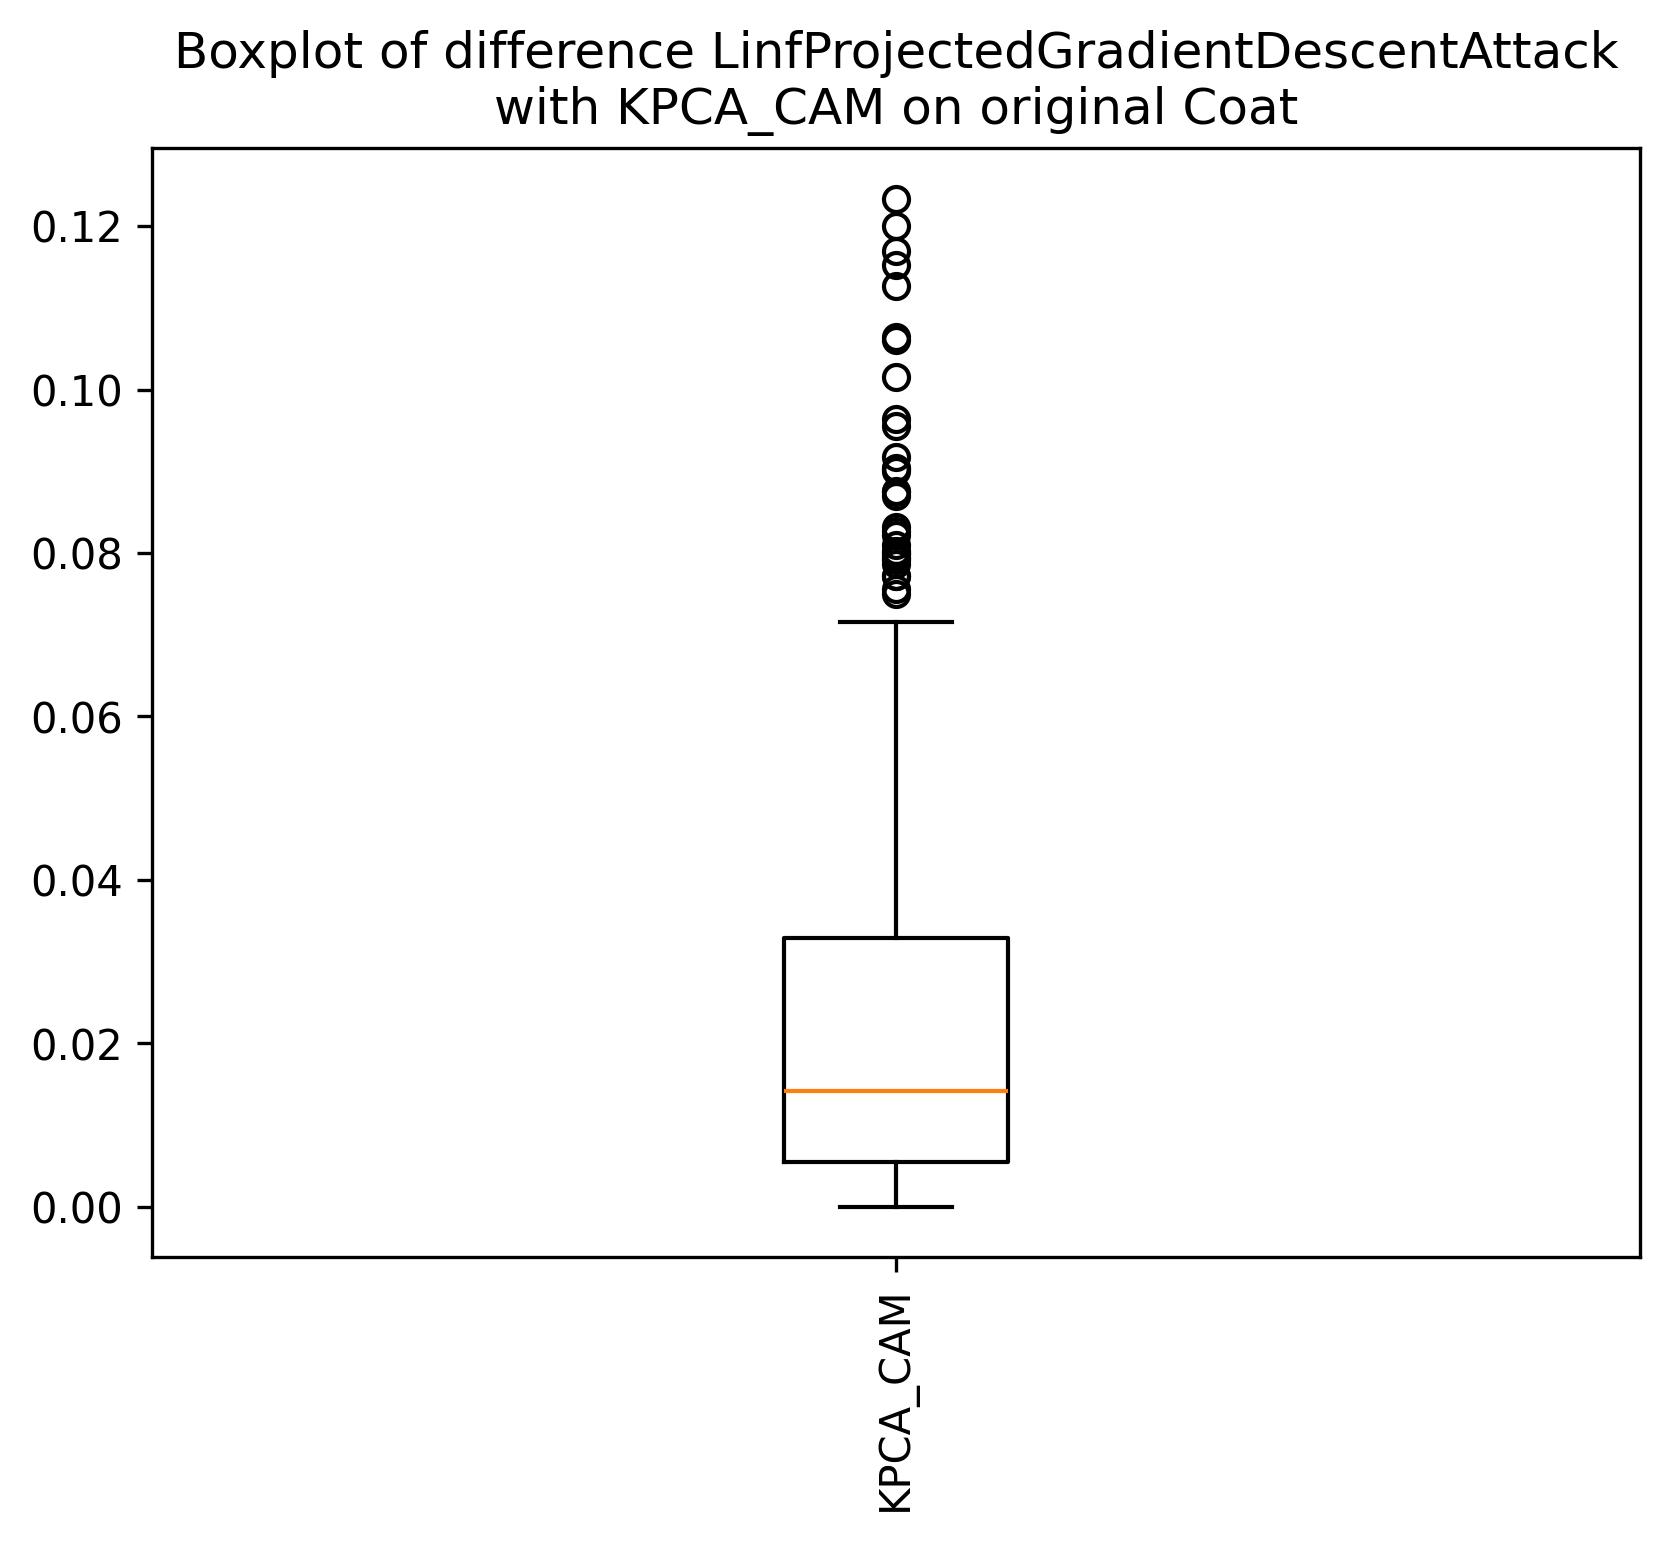 Boxplot of difference LinfProjectedGradientDescentAttack
with KPCA_CAM on original Coat
0.12
0.10
0.08
0.06
0.04
0.02
0.00
KPCA_CAM